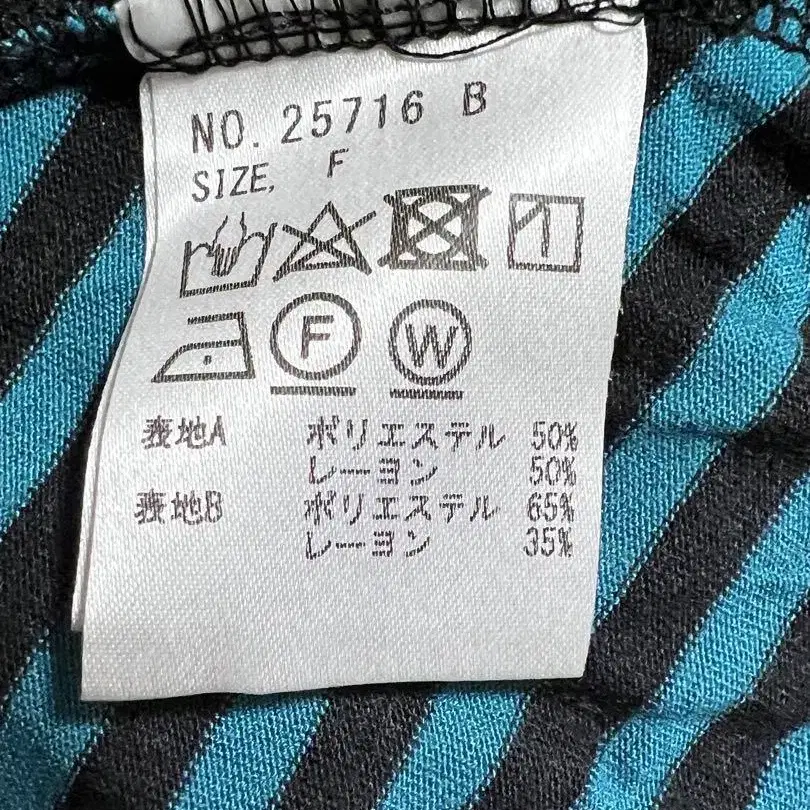 NO. 25716 B
SIZE, F
F W
表地A ポリエステル 50%
レーヨン 50%
表地B ポリエステル 65%
レーヨン 35%